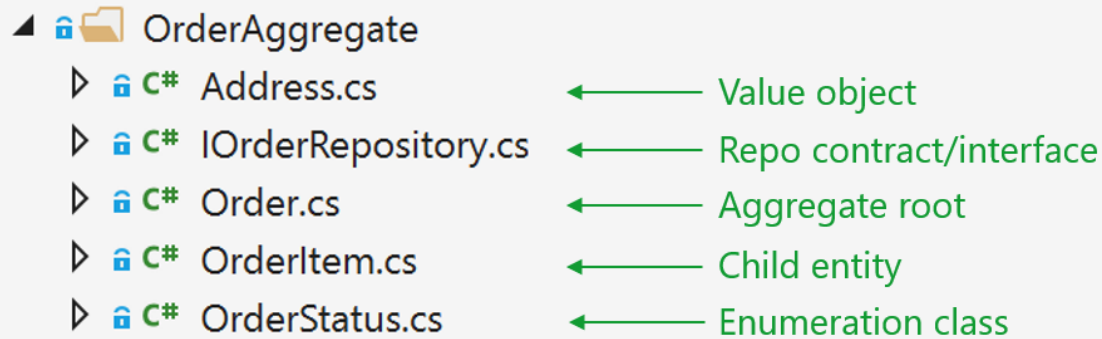 OrderAggregate
C# Address.cs Value object
C# IOrderRepository.cs Repo contract/interface
C# Order.cs Aggregate root
C# OrderItem.cs Child entity
C# OrderStatus.cs Enumeration class